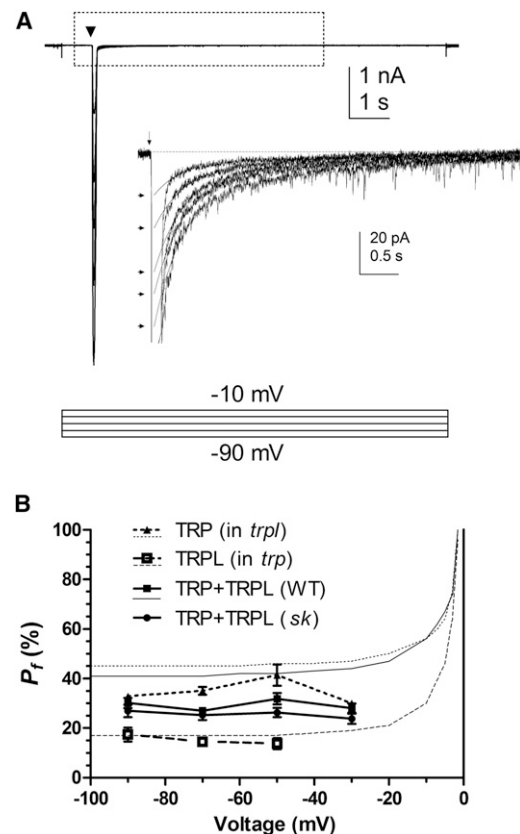 A
1 nA
1 s
20 pA
0.5 s
-10 mV
-90 mV
B
TRP (in trpl)
TRPL (in trp)
TRP+TRPL (WT)
TRP+TRPL (sk)
100
80
60
40
20
0
Pf (%)
-100 -80 -60 -40 -20 0
Voltage (mV)